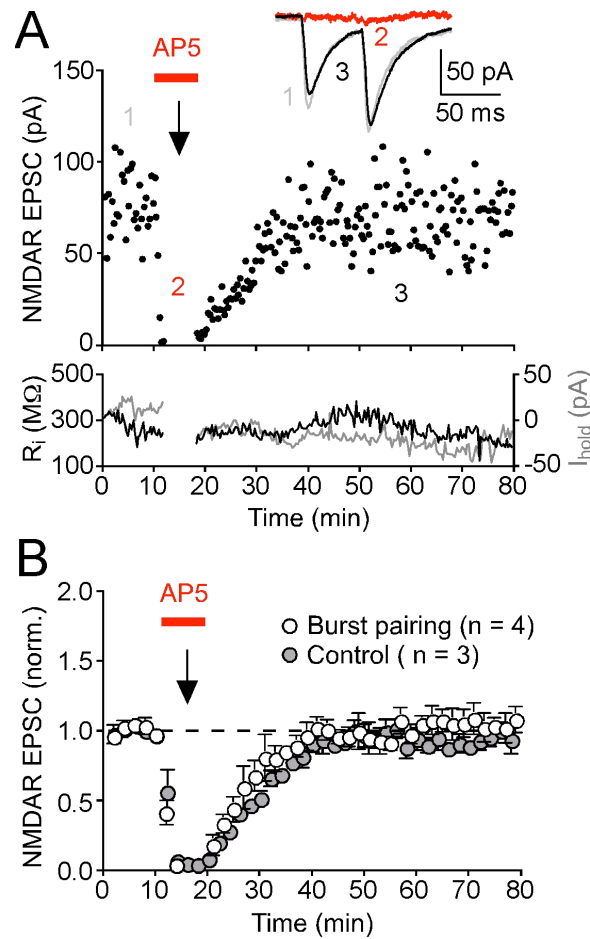 A
AP5
1
2
3
50 pA
50 ms
NMDAR EPSC (pA)
150
100
50
0
1
2
3
Ri (MΩ)
500
300
100
50
0
-50
Ihold (pA)
0 10 20 30 40 50 60 70 80
Time (min)
B
AP5
Burst pairing (n = 4)
Control ( n = 3)
NMDAR EPSC (norm.)
2.0
1.5
1.0
0.5
0.0
0 10 20 30 40 50 60 70 80
Time (min)